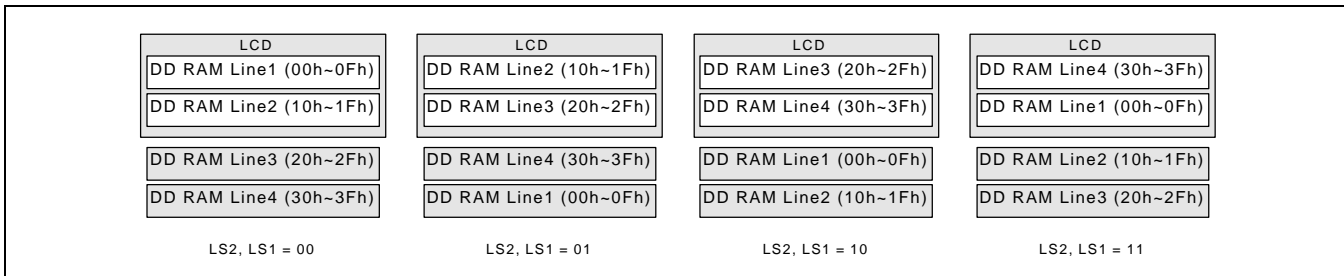 LCD LCD LCD LCD
DD RAM Line1 (00h~0Fh) DD RAM Line2 (10h~1Fh) DD RAM Line3 (20h~2Fh) DD RAM Line4 (30h~3Fh)
DD RAM Line2 (10h~1Fh) DD RAM Line3 (20h~2Fh) DD RAM Line4 (30h~3Fh) DD RAM Line1 (00h~0Fh)
DD RAM Line3 (20h~2Fh) DD RAM Line4 (30h~3Fh) DD RAM Line1 (00h~0Fh) DD RAM Line2 (10h~1Fh)
DD RAM Line4 (30h~3Fh) DD RAM Line1 (00h~0Fh) DD RAM Line2 (10h~1Fh) DD RAM Line3 (20h~2Fh)
LS2, LS1 = 00 LS2, LS1 = 01 LS2, LS1 = 10 LS2, LS1 = 11